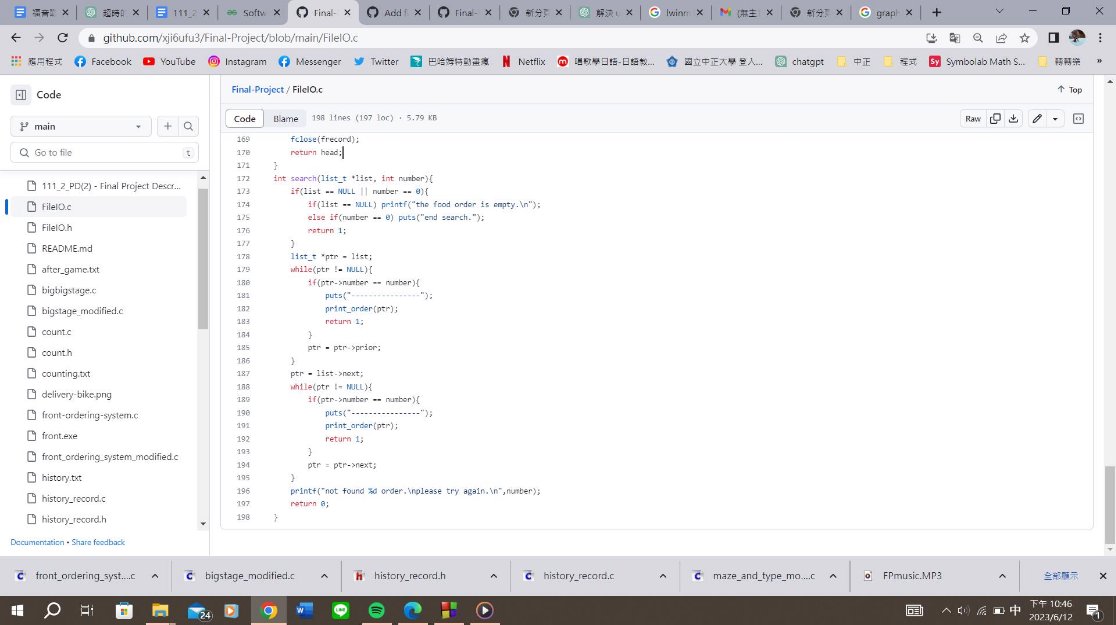 福音歌
超時的
111_2
Softw
Final-
Add f
Final-
新分頁
解決 u
lwinm
(無主旨
新分頁
graph
github.com/xji6ufu3/Final-Project/blob/main/FileIO.c
應用程式
Facebook
YouTube
Instagram
Messenger
Twitter
巴哈姆特動畫瘋
Netflix
唱歌學日語-日語教...
國立中正大學 登入...
chatgpt
中正
程式
Symbolab Math S...
轉轉樂
»
Code
main
Go to file
t
111_2_PD(2) - Final Project Descr...
FileIO.c
FileIO.h
README.md
after_game.txt
bigbigstage.c
bigstage_modified.c
count.c
count.h
counting.txt
delivery-bike.png
front-ordering-system.c
front.exe
front_ordering_system_modified.c
history.txt
history_record.c
history_record.h
Documentation • Share feedback
Final-Project / FileIO.c
Top
Code Blame 198 lines (197 loc) · 5.79 KB
Raw
169 fclose(frecord);
170 return head;
171 }
172 int search(list_t *list, int number){
173 if(list == NULL || number == 0){
174 if(list == NULL) printf("the food order is empty.\n");
175 else if(number == 0) puts("end search.");
176 return 1;
177 }
178 list_t *ptr = list;
179 while(ptr != NULL){
180 if(ptr->number == number){
181 puts("----------------");
182 print_order(ptr);
183 return 1;
184 }
185 ptr = ptr->prior;
186 }
187 ptr = list->next;
188 while(ptr != NULL){
189 if(ptr->number == number){
190 puts("----------------");
191 print_order(ptr);
192 return 1;
193 }
194 ptr = ptr->next;
195 }
196 printf("not found %d order.\nplease try again.\n",number);
197 return 0;
198 }
front_ordering_syst....c
bigstage_modified.c
history_record.h
history_record.c
maze_and_type_mo....c
FPmusic.MP3
全部顯示
24
中
下午 10:46
2023/6/12
1